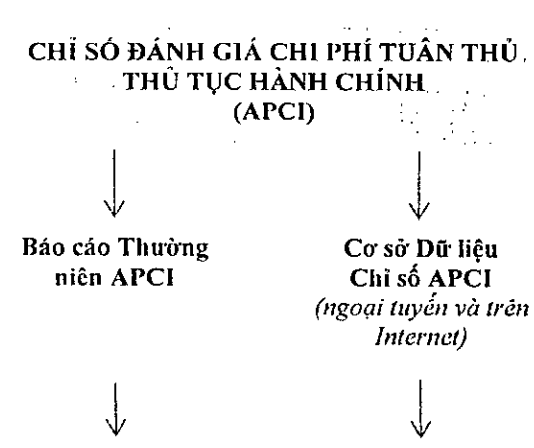 CHỈ SỐ ĐÁNH GIÁ CHI PHÍ TUÂN THỦ
THỦ TỤC HÀNH CHÍNH
(APCI)
Báo cáo Thường
niên APCI
Cơ sở Dữ liệu
Chỉ số APCI
(ngoại tuyến và trên
Internet)